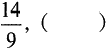 14/9, (    )